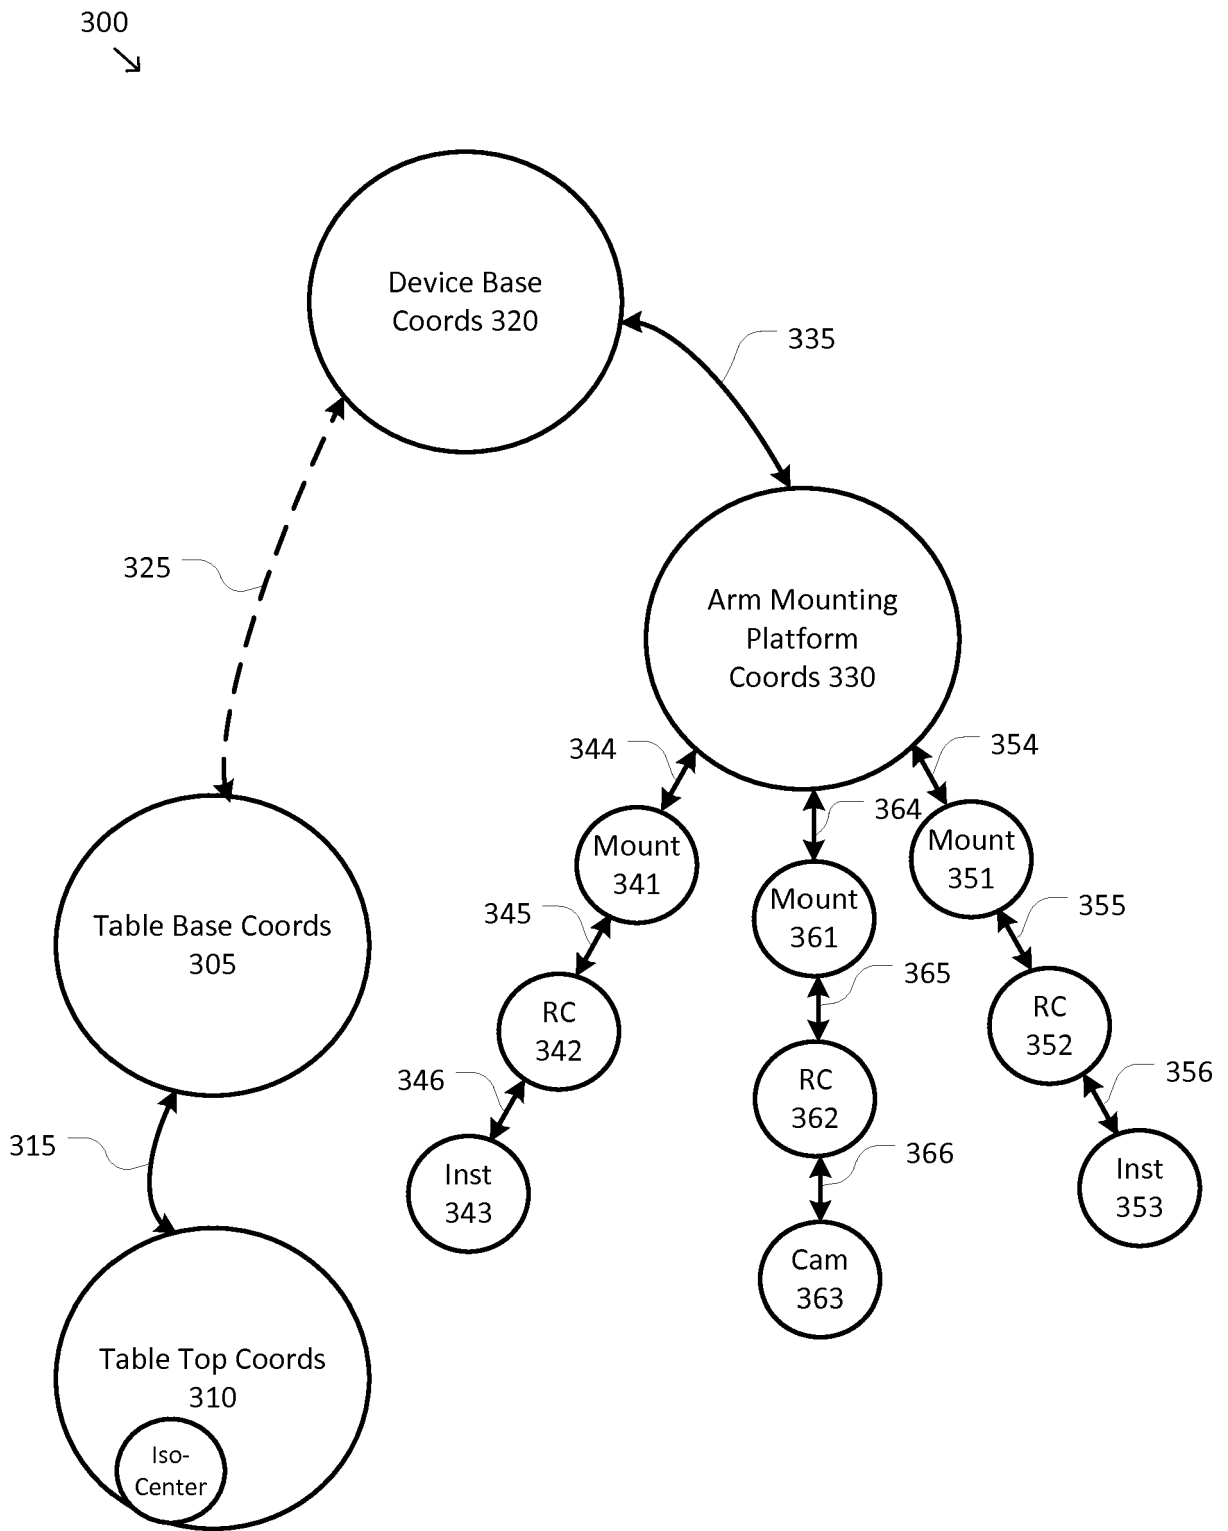 300
Device Base
Coords 320
335
325
Arm Mounting
Platform
Coords 330
344
354
364
Mount
341
Mount
351
Mount
361
345
355
365
Table Base Coords
305
RC
342
RC
352
RC
362
346
356
366
315
Inst
343
Inst
353
Cam
363
Table Top Coords
310
Iso-
Center